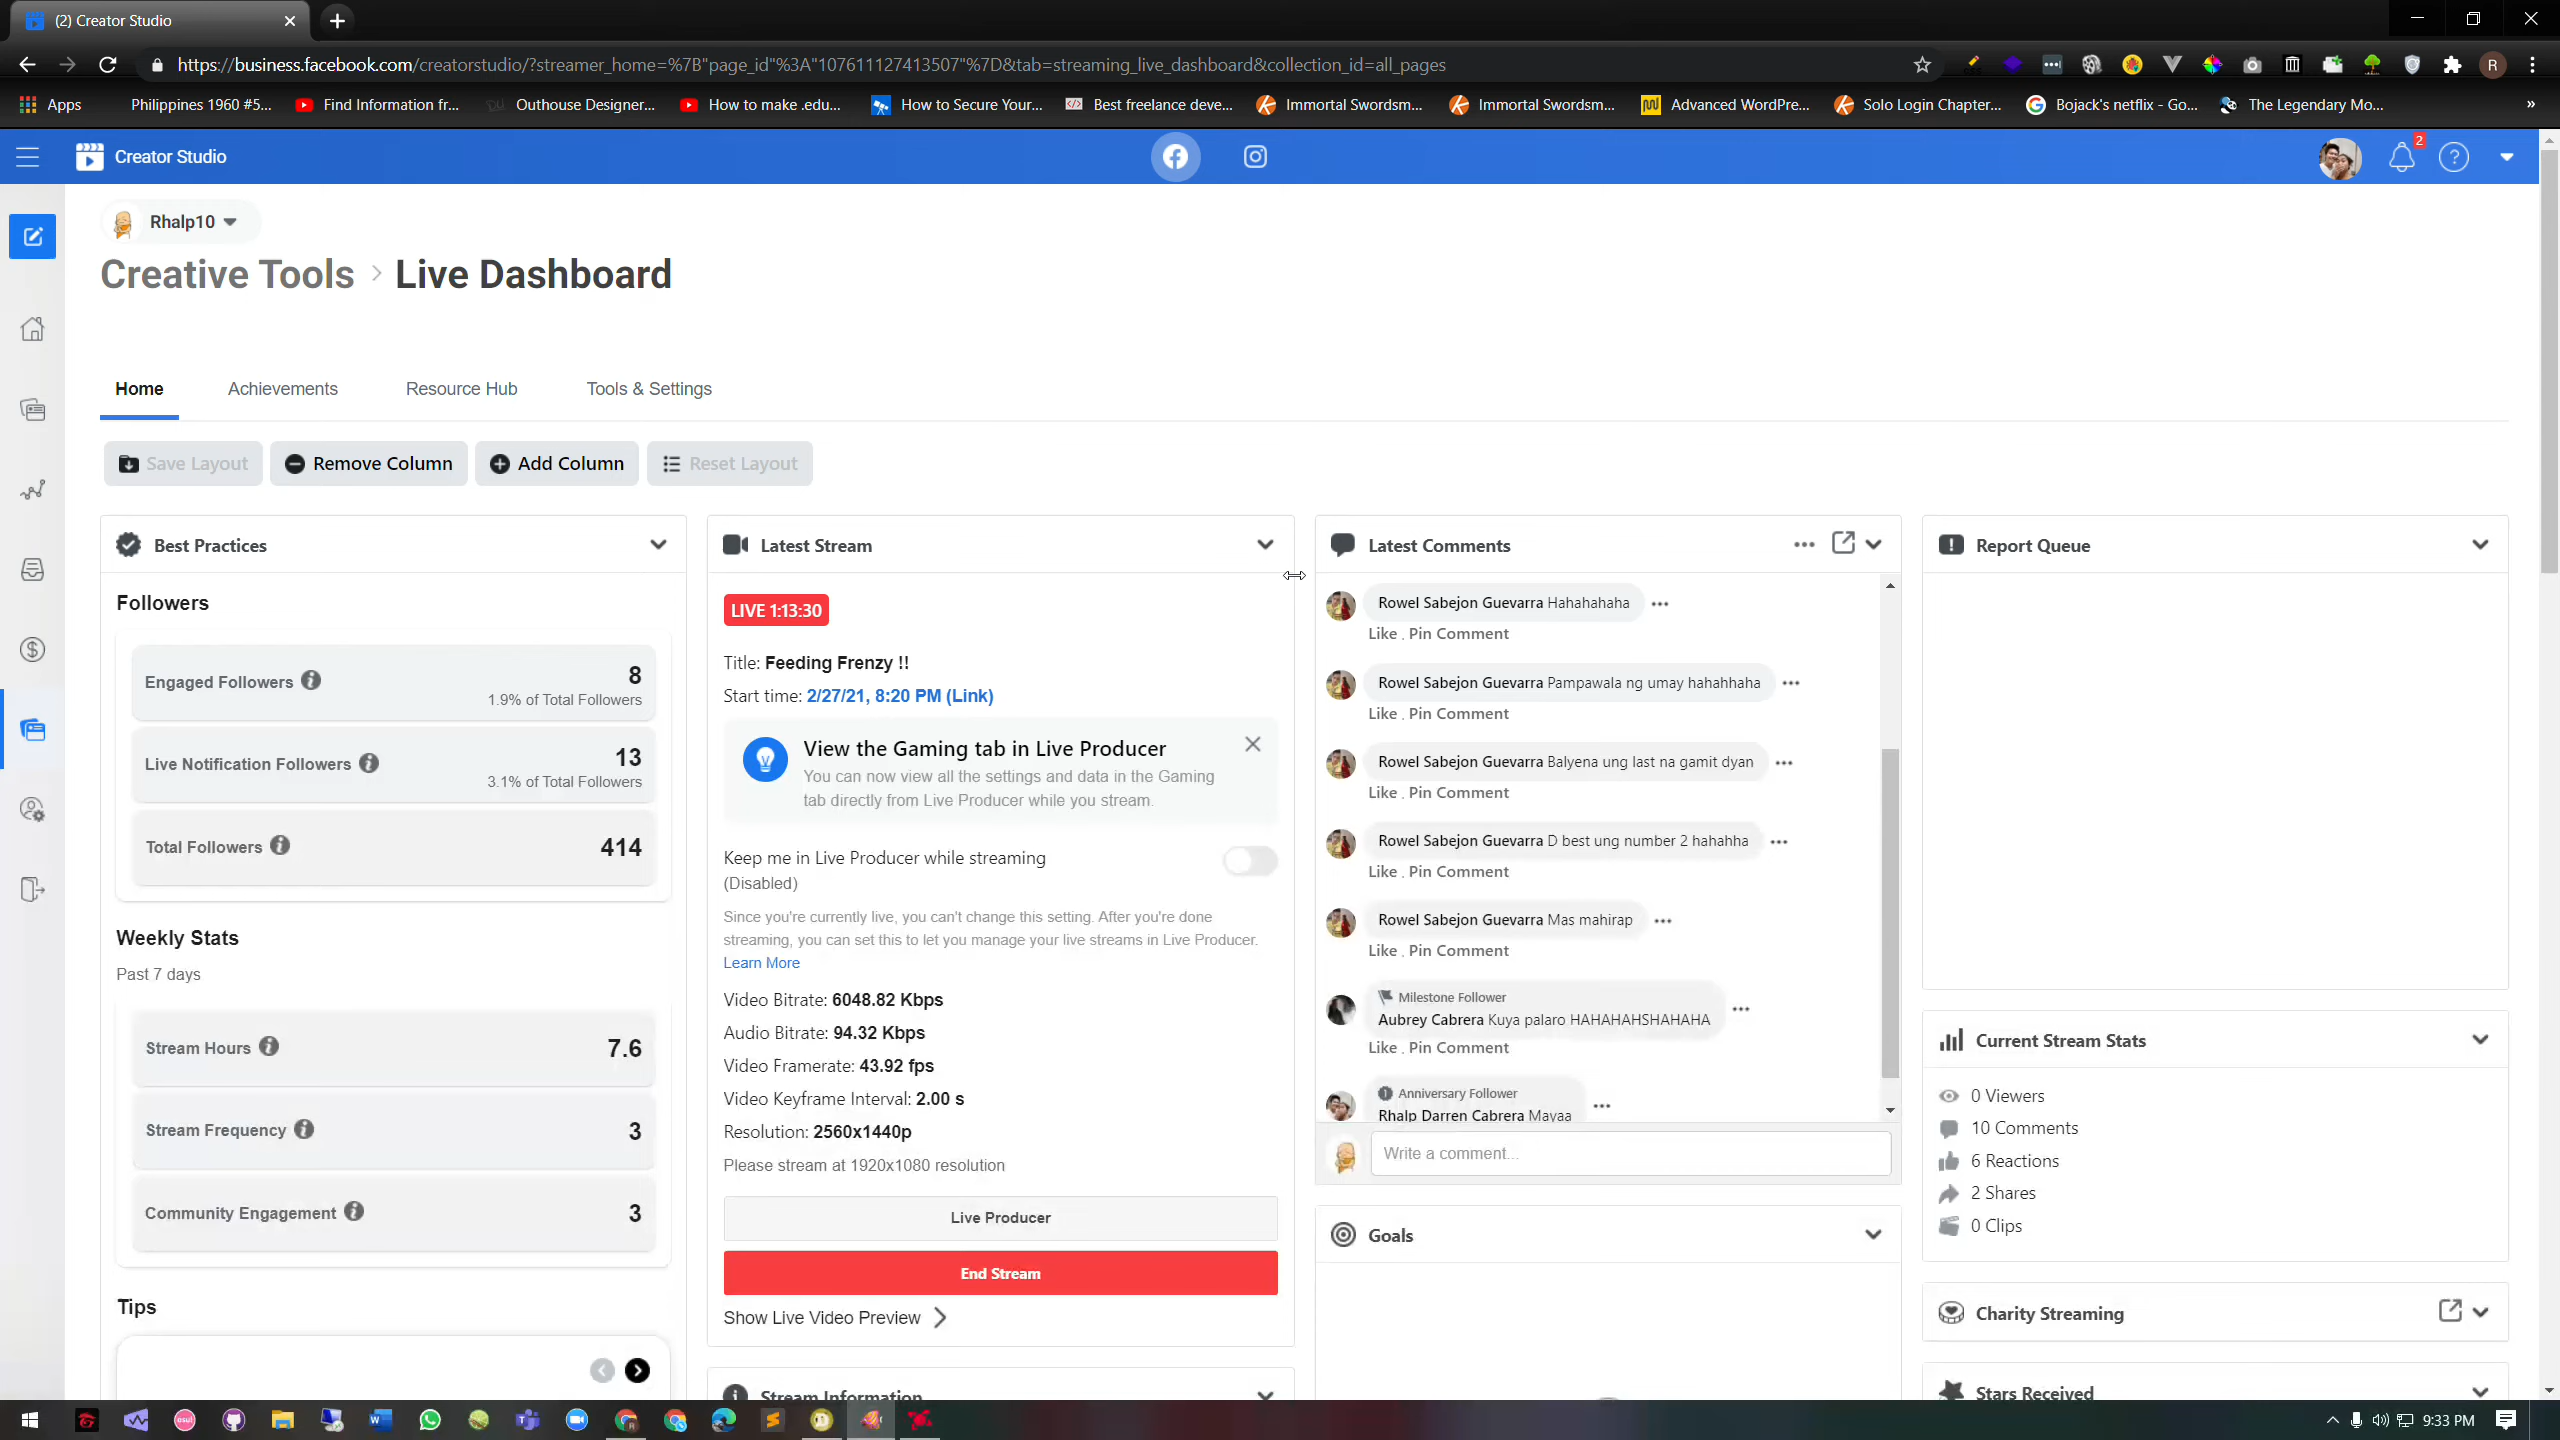 (2) Creator Studio
https://business.facebook.com/creatorstudio/?streamer_home=%7B"page_id"%3A"107611127413507"%7D&tab=streaming_live_dashboard&collection_id=all_pages
R
Apps
Philippines 1960 #5...
Find Information fr...
Outhouse Designer...
How to make .edu...
How to Secure Your...
Best freelance deve...
Immortal Swordsm...
Immortal Swordsm...
Advanced WordPre...
Solo Login Chapter...
Bojack's netflix - Go...
The Legendary Mo...
»
Creator Studio
2
Rhalp10
Creative Tools > Live Dashboard
Home
Achievements
Resource Hub
Tools & Settings
Save Layout
Remove Column
Add Column
Reset Layout
Best Practices
Followers
Engaged Followers
8
1.9% of Total Followers
Live Notification Followers
13
3.1% of Total Followers
Total Followers
414
Weekly Stats
Past 7 days
Stream Hours
7.6
Stream Frequency
3
Community Engagement
3
Tips
Latest Stream
LIVE 1:13:30
Title: Feeding Frenzy !!
Start time: 2/27/21, 8:20 PM (Link)
View the Gaming tab in Live Producer
You can now view all the settings and data in the Gaming
tab directly from Live Producer while you stream.
Keep me in Live Producer while streaming
(Disabled)
Since you're currently live, you can't change this setting. After you're done
streaming, you can set this to let you manage your live streams in Live Producer.
Learn More
Video Bitrate: 6048.82 Kbps
Audio Bitrate: 94.32 Kbps
Video Framerate: 43.92 fps
Video Keyframe Interval: 2.00 s
Resolution: 2560x1440p
Please stream at 1920x1080 resolution
Live Producer
End Stream
Show Live Video Preview
Stream Information
Latest Comments
Rowel Sabejon Guevarra Hahahahaha
Like . Pin Comment
Rowel Sabejon Guevarra Pampawala ng umay hahahhaha
Like . Pin Comment
Rowel Sabejon Guevarra Balyena ung last na gamit dyan
Like . Pin Comment
Rowel Sabejon Guevarra D best ung number 2 hahahha
Like . Pin Comment
Rowel Sabejon Guevarra Mas mahirap
Like . Pin Comment
Milestone Follower
Aubrey Cabrera Kuya palaro HAHAHAHSHAHAHA
Like . Pin Comment
Anniversary Follower
Rhalp Darren Cabrera Mayaa
Write a comment...
Goals
Report Queue
Current Stream Stats
0 Viewers
10 Comments
6 Reactions
2 Shares
0 Clips
Charity Streaming
Stars Received
9:33 PM